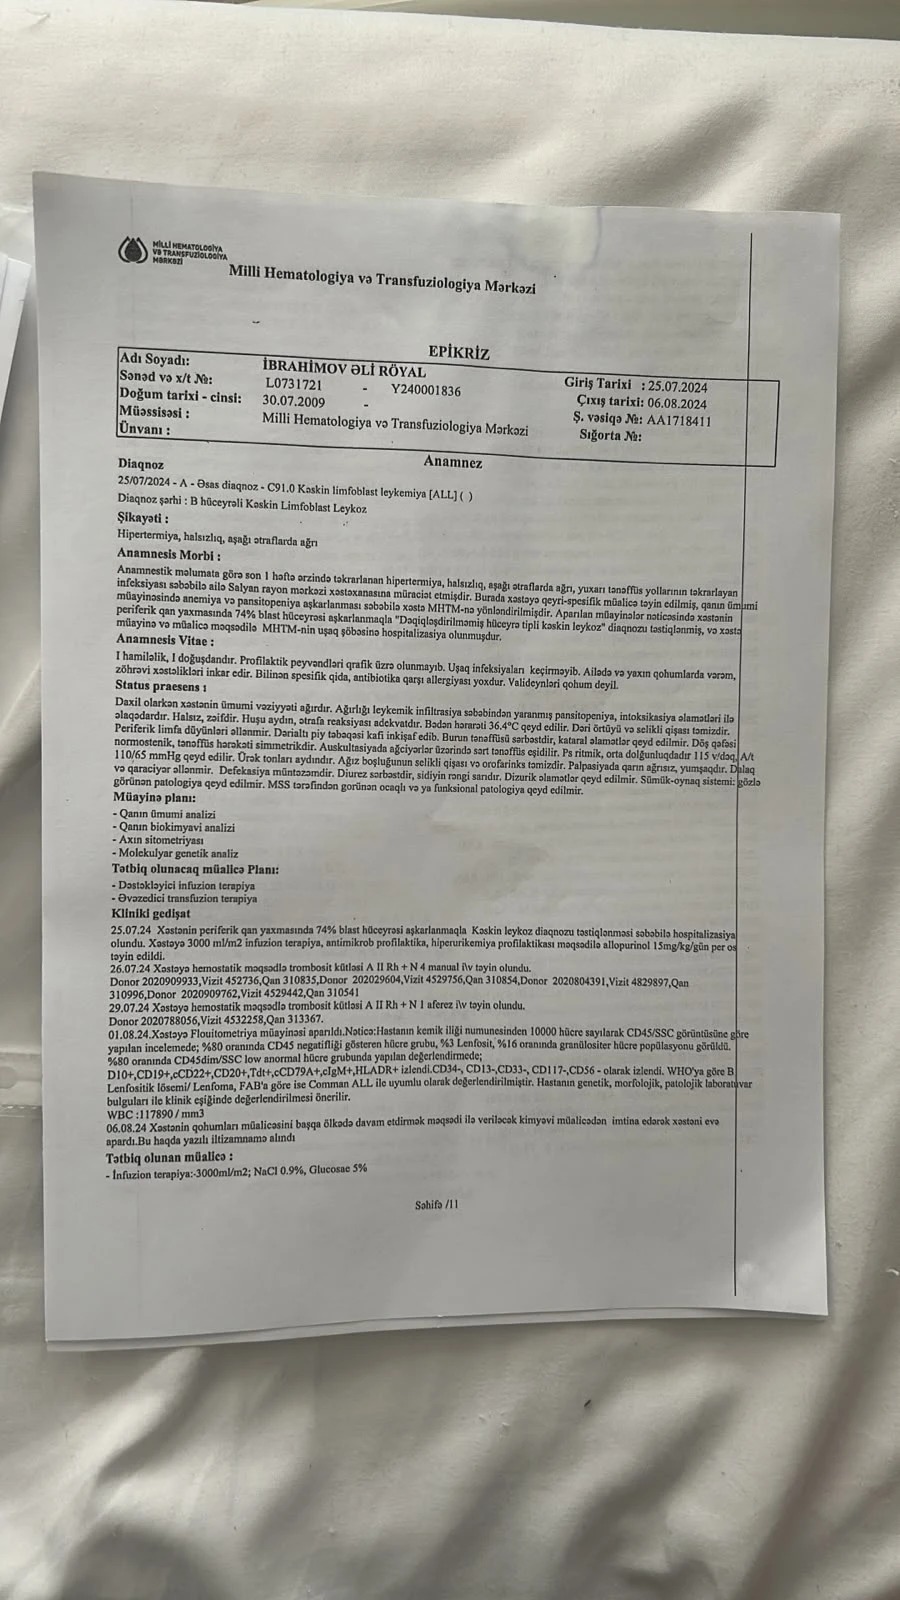 MİLLİ HEMATOLOGİYA
VƏ TRANSFUZİOLOGİYA
MƏRKƏZİ
Milli Hematologiya və Transfuziologiya Mərkəzi
EPİKRİZ
Adı Soyadı: İBRAHİMOV ƏLİ RÖYAL Giriş Tarixi : 25.07.2024
Sənəd və x/t №: L0731721 - Y240001836 Çıxış tarixi: 06.08.2024
Doğum tarixi - cinsi: 30.07.2009 - Ş. vəsiqə №: AA1718411
Müəssisəsi : Milli Hematologiya və Transfuziologiya Mərkəzi Sığorta №:
Ünvanı :
Anamnez
Diaqnoz
25/07/2024 - A - Əsas diaqnoz - C91.0 Kəskin limfoblast leykemiya [ALL] ( )
Diaqnoz şərhi : B hüceyrəli Kəskin Limfoblast Leykoz
Şikayəti :
Hipertermiya, halsızlıq, aşağı ətraflarda ağrı
Anamnesis Morbi :
Anamnestik məlumata görə son 1 həftə ərzində təkrarlanan hipertermiya, halsızlıq, aşağı ətraflarda ağrı, yuxarı tənəffüs yollarının təkrarlayan
infeksiyası səbəbilə ailə Salyan rayon mərkəzi xəstəxanasına müraciət etmişdir. Burada xəstəyə qeyri-spesifik müalicə təyin edilmiş, qanın ümumi
müayinəsində anemiya və pansitopeniya aşkarlanması səbəbilə xəstə MHTM-nə yönləndirilmişdir. Aparılan müayinələr nəticəsində xəstənin
periferik qan yaxmasında 74% blast hüceyrəsi aşkarlanmaqla "Dəqiqləşdirilməmiş hüceyrə tipli kəskin leykoz" diaqnozu təstiqlənmiş, və xəstə
müayinə və müalicə məqsədilə MHTM-nin uşaq şöbəsinə hospitalizasiya olunmuşdur.
Anamnesis Vitae :
I hamiləlik, I doğuşdandır. Profilaktik peyvəndləri qrafik üzrə olunmayıb. Uşaq infeksiyaları keçirməyib. Ailədə və yaxın qohumlarda vərəm,
zöhrəvi xəstəlikləri inkar edir. Bilinən spesifik qida, antibiotika qarşı allergiyası yoxdur. Valideynləri qohum deyil.
Status praesens :
Daxil olarkən xəstənin ümumi vəziyyəti ağırdır. Ağırlığı leykemik infiltrasiya səbəbindən yaranmış pansitopeniya, intoksikasiya əlamətləri ilə
əlaqədardır. Halsız, zəifdir. Huşu aydın, ətrafa reaksiyası adekvatdır. Bədən hərarəti 36.4°C qeyd edilir. Dəri örtüyü və selikli qişası təmizdir.
Periferik limfa düyünləri əllənmir. Dərialtı piy təbəqəsi kafi inkişaf edib. Burun tənəffüsü sərbəstdir, kataral əlamətlər qeyd edilmir. Döş qəfəsi
normostenik, tənəffüs hərəkəti simmetrikdir. Auskultasiyada ağciyərlər üzərində sərt tənəffüs eşidilir. Ps ritmik, orta dolğunluqdadır 115 v/dəq, A/t
110/65 mmHg qeyd edilir. Ürək tonları aydındır. Ağız boşluğunun selikli qişası və orofarinks təmizdir. Palpasiyada qarın ağrısız, yumşaqdır. Dalaq
və qaraciyər əllənmir. Defekasiya müntəzəmdir. Diurez sərbəstdir, sidiyin rəngi sarıdır. Dizurik əlamətlər qeyd edilmir. Sümük-oynaq sistemi: gözlə
görünən patologiya qeyd edilmir. MSS tərəfindən görünən ocaqlı və ya funksional patologiya qeyd edilmir.
Müayinə planı:
- Qanın ümumi analizi
- Qanın biokimyavi analizi
- Axın sitometriyası
- Molekulyar genetik analiz
Tətbiq olunacaq müalicə Planı:
- Dəstəkləyici infuzion terapiya
- Əvəzedici transfuzion terapiya
Kliniki gedişat
25.07.24 Xəstənin periferik qan yaxmasında 74% blast hüceyrəsi aşkarlanmaqla Kəskin leykoz diaqnozu təstiqlənməsi səbəbilə hospitalizasiya
olundu. Xəstəyə 3000 ml/m2 infuzion terapiya, antimikrob profilaktika, hiperurikemiya profilaktikası məqsədilə allopurinol 15mg/kg/gün per os
təyin edildi.
26.07.24 Xəstəyə hemostatik məqsədlə trombosit kütləsi A II Rh + N 4 manual i\v təyin olundu.
Donor 2020909933,Vizit 452736,Qan 310835,Donor 202029604,Vizit 4529756,Qan 310854,Donor 2020804391,Vizit 4829897,Qan
310996,Donor 2020909762,Vizit 4529442,Qan 310541
29.07.24 Xəstəyə hemostatik məqsədlə trombosit kütləsi A II Rh + N 1 aferez i\v təyin olundu.
Donor 2020788056,Vizit 4532258,Qan 313367.
01.08.24.Xəstəyə Flouitometriya müayinəsi aparıldı.Nəticə:Hastanın kemik iliği numunesinden 10000 hücre sayılarak CD45/SSC görüntüsüne göre
yapılan incelemede; %80 oranında CD45 negatifliği gösteren hücre grubu, %3 Lenfosit, %16 oranında granülositer hücre popülasyonu görüldü.
%80 oranında CD45dim/SSC low anormal hücre grubunda yapılan değerlendirmede;
D10+,CD19+,cCD22+,CD20+,Tdt+,cCD79A+,cIgM+,HLADR+ izlendi.CD34-, CD13-,CD33-, CD117-,CD56 - olarak izlendi. WHO'ya göre B
Lenfositik lösemi/ Lenfoma, FAB'a göre ise Comman ALL ile uyumlu olarak değerlendirilmiştir. Hastanın genetik, morfolojik, patolojik laboratuvar
bulguları ile klinik eşiğinde değerlendirilmesi önerilir.
WBC :117890 / mm3
06.08.24 Xəstənin qohumları müalicəsini başqa ölkədə davam etdirmək məqsədi ilə veriləcək kimyəvi müalicədən imtina edərək xəstəni evə
apardı.Bu haqda yazılı iltizamnamə alındı
Tətbiq olunan müalicə :
- İnfuzion terapiya:-3000ml/m2; NaCl 0.9%, Glucosae 5%
Səhifə /11